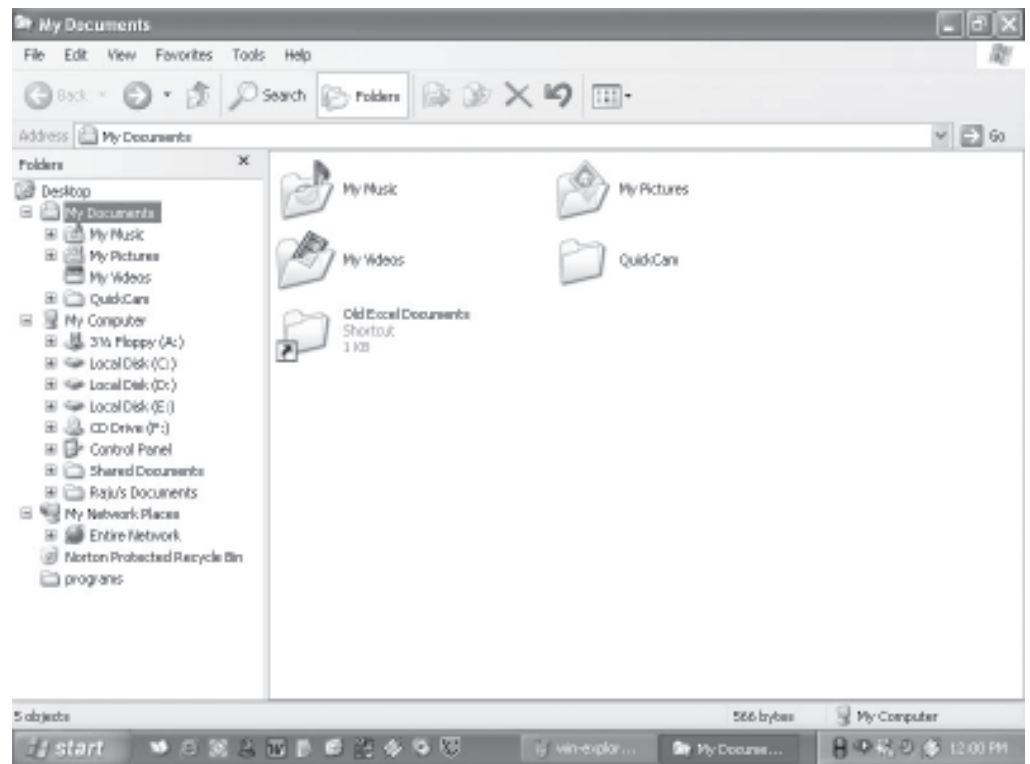 My Documents
File Edit View Favorites Tools Help
Back Search Folders
Address My Documents Go
Folders
Desktop
My Documents
My Music
My Pictures
My Videos
QuickCam
My Computer
3½ Floppy (A:)
Local Disk (C:)
Local Disk (D:)
Local Disk (E:)
CD Drive (F:)
Control Panel
Shared Documents
Raju's Documents
My Network Places
Entire Network
Norton Protected Recycle Bin
programs
My Music
My Pictures
My Videos
QuickCam
Old Excel Documents
Shortcut
1 KB
5 objects
566 bytes
My Computer
start
win-explor...
My Docume...
12:00 PM